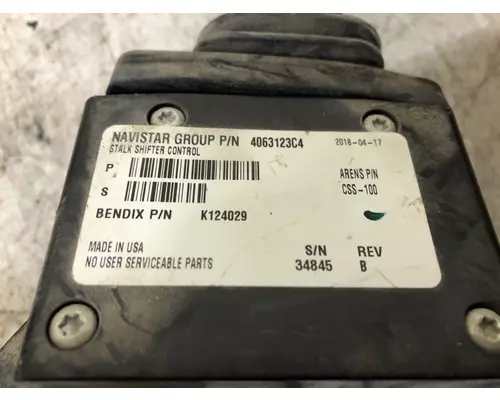 NAVISTAR GROUP P/N 4063123C4 2018-04-17
STALK SHIFTER CONTROL
P
ARENS P/N
S
CSS-100
BENDIX P/N K124029
MADE IN USA
NO USER SERVICEABLE PARTS
S/N REV
34845 B